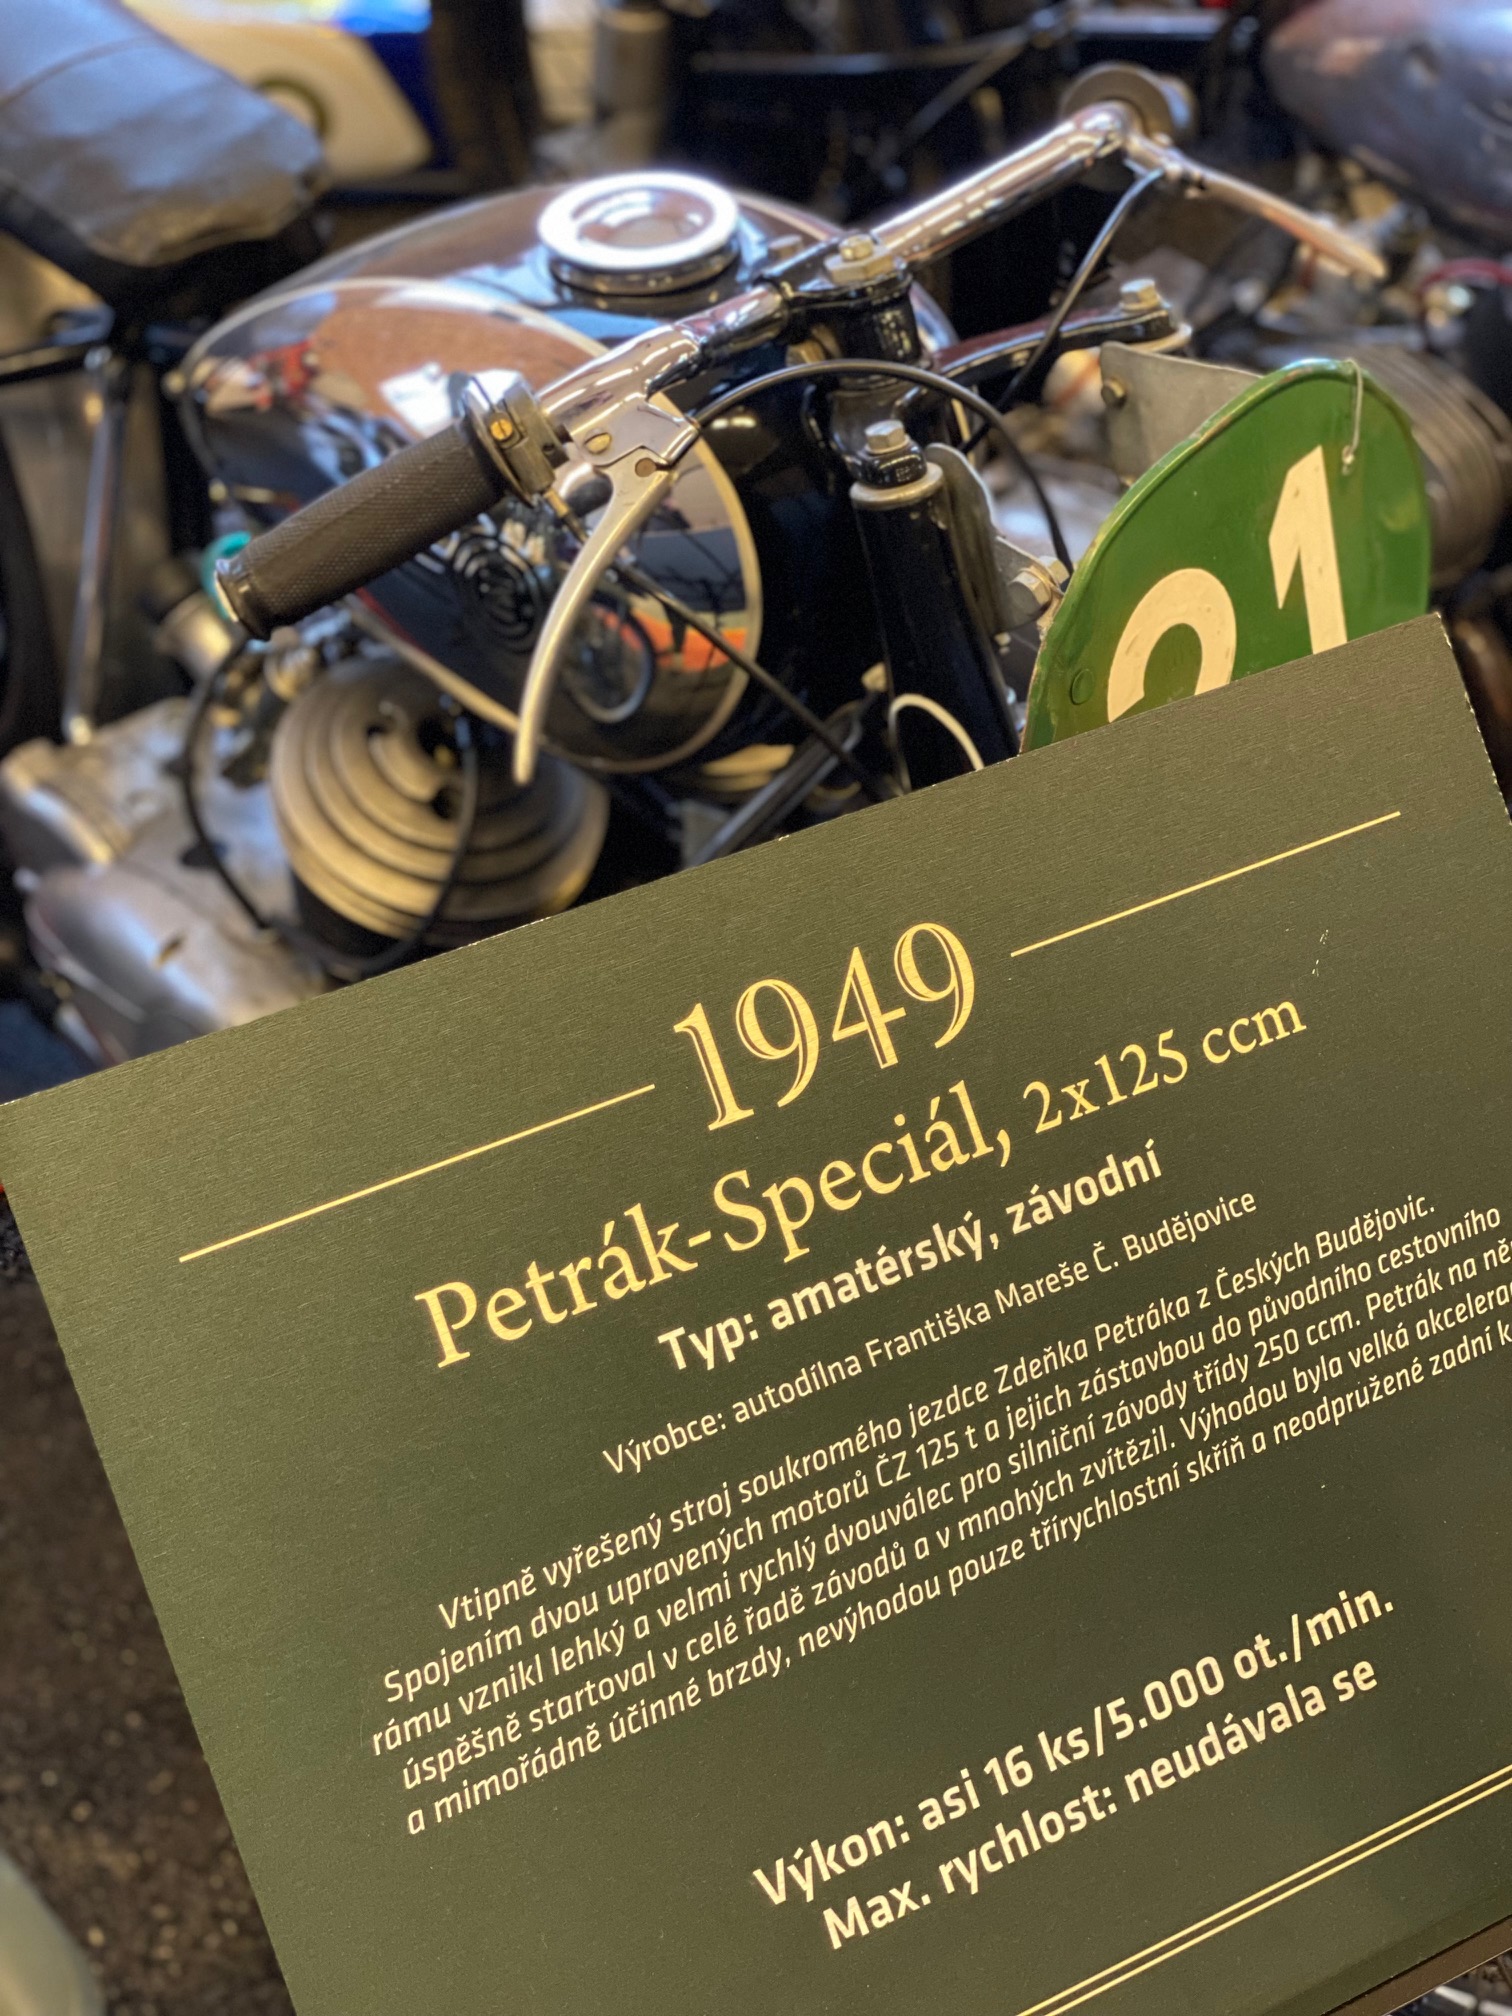 21
1949
Petrák-Speciál, 2x125 ccm
Typ: amatérský, závodní
Výrobce: autodílna Františka Mareše Č. Budějovice
Vtipně vyřešený stroj soukromého jezdce Zdeňka Petráka z Českých Budějovic.
Spojením dvou upravených motorů ČZ 125 t a jejich zástavbou do původního cestovního
rámu vznikl lehký a velmi rychlý dvouválec pro silniční závody třídy 250 ccm. Petrák na
úspěšně startoval v celé řadě závodů a v mnohých zvítězil. Výhodou byla velká
a mimořádně účinné brzdy, nevýhodou pouze třírychlostní skříň a neodpružené zadní
Výkon: asi 16 ks/5.000 ot./min.
Max. rychlost: neudávala se